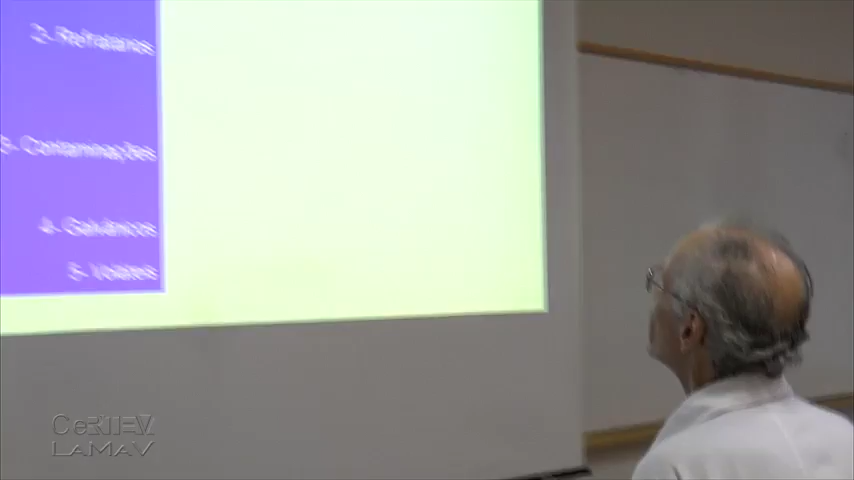 2- Refratários
3- Contaminações
4- Galvânicos
5- Voláteis
CeRTEV
LAMAV